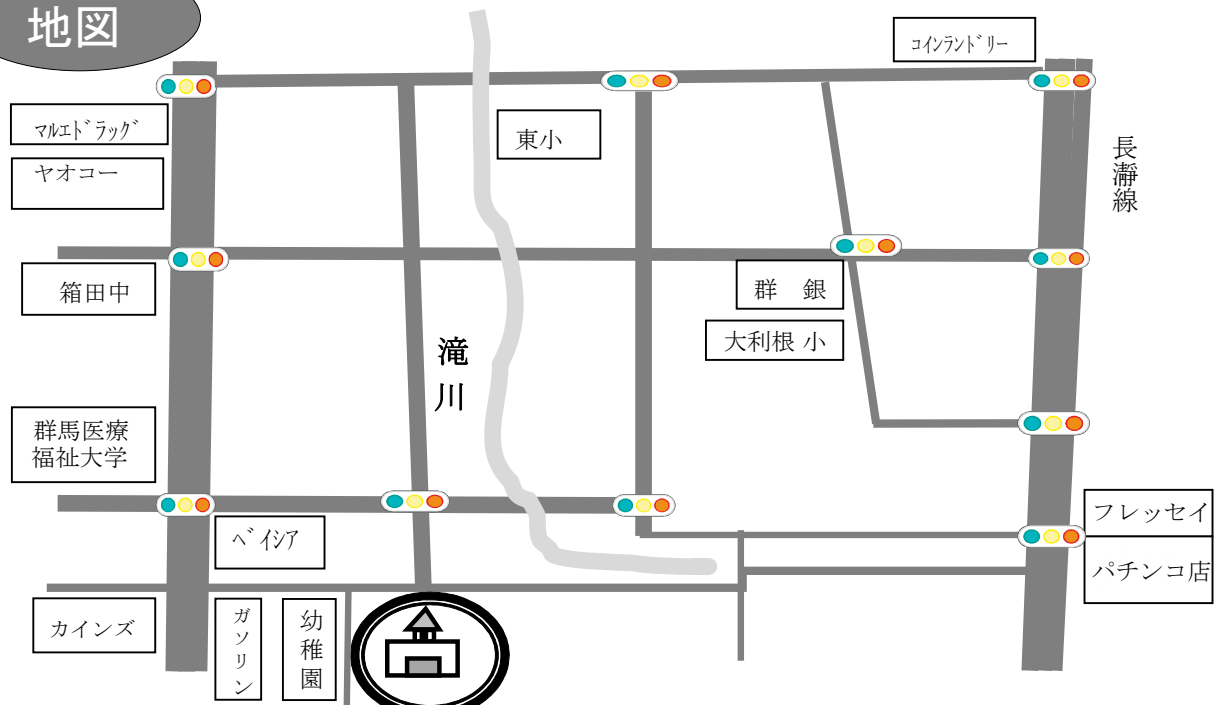 地図
コインランドリー
マルエドラッグ
東小
ヤオコー
長瀞線
箱田中
群 銀
大利根 小
滝川
群馬医療
福祉大学
フレッセイ
ベイシア
パチンコ店
カインズ
ガソリン
幼稚園